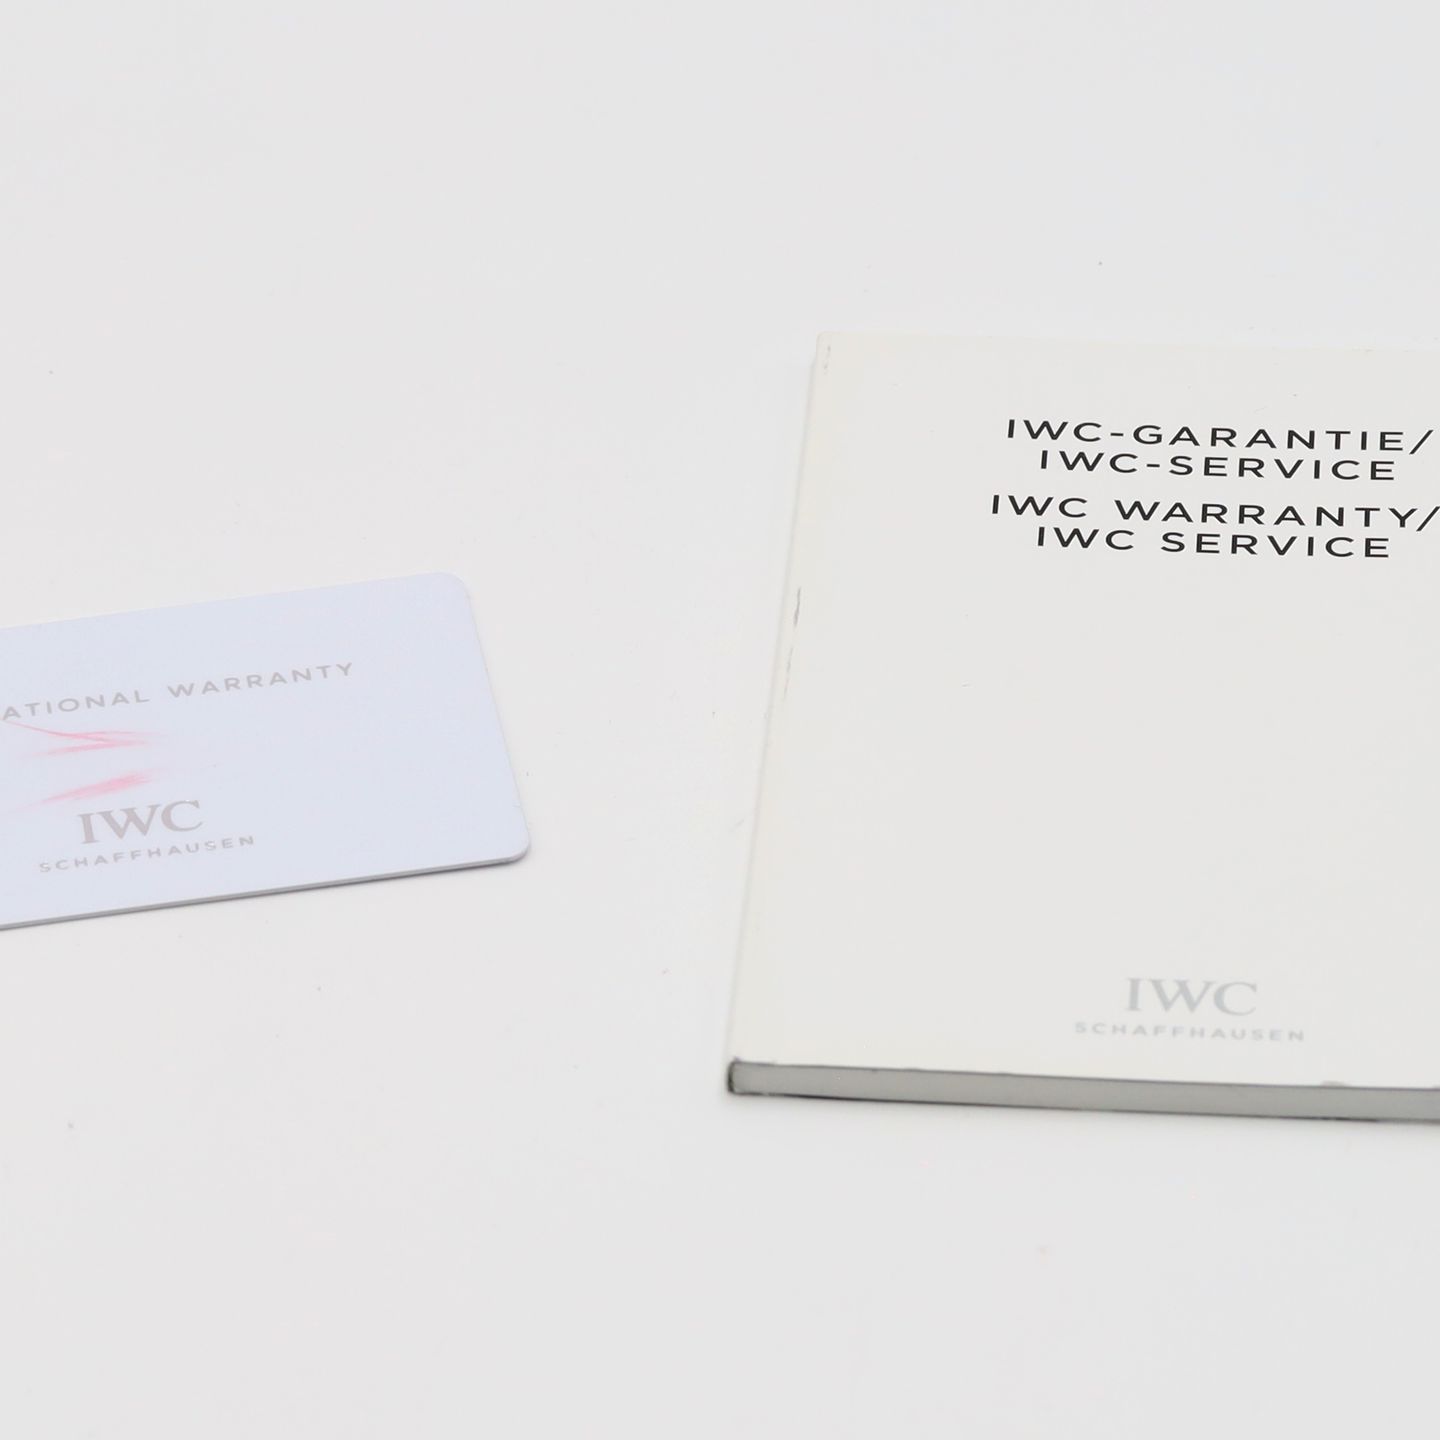 ATIONAL WARRANTY
IWC
SCHAFFHAUSEN
IWC-GARANTIE/
IWC-SERVICE
IWC WARRANTY/
IWC SERVICE
IWC
SCHAFFHAUSEN